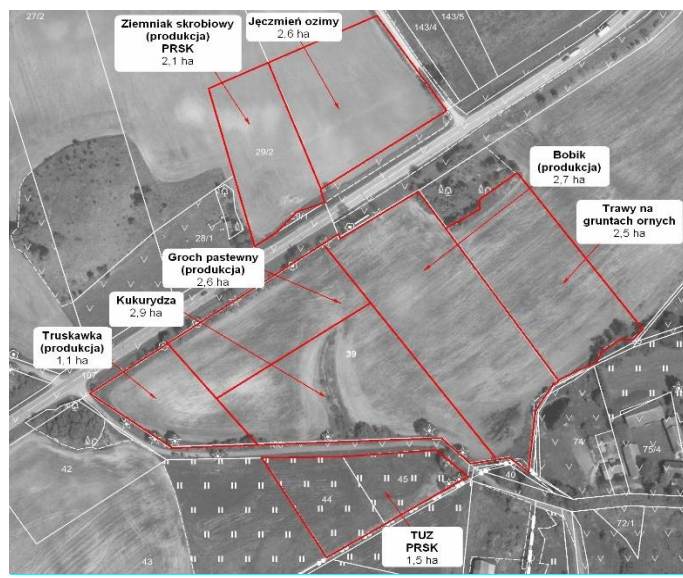 27/2
143/4
143/5
Ziemniak skrobiowy
(produkcja)
PRSK
2,1 ha
Jęczmień ozimy
2.6 ha
29/2
Bobik
(produkcja)
2,7 ha
Trawy na
gruntach ornych
2,5 ha
28/1
Groch pastewny
(produkcja)
2,6 ha
Kukurydza
2,9 ha
Truskawka
(produkcja)
1,1 ha
39
107
42
74
75/4
45
40
44
TUZ
PRSK
1,5 ha
72/1
43